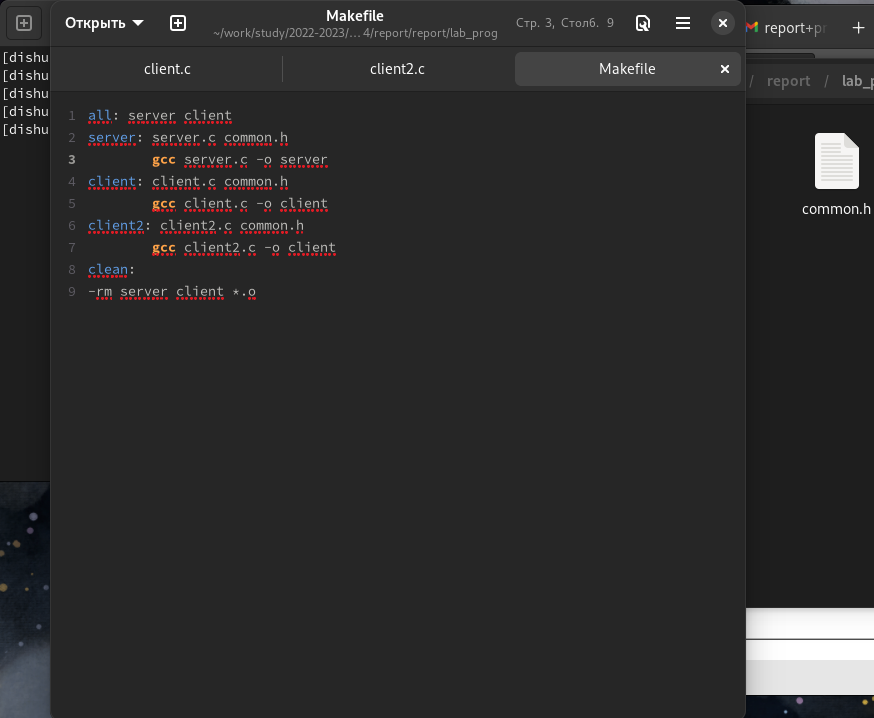 Открыть
Makefile
~/work/study/2022-2023/… 4/report/report/lab_prog
Стр. 3, Столб. 9
client.c
client2.c
Makefile
1 all: server client
2 server: server.c common.h
3 gcc server.c -o server
4 client: client.c common.h
5 gcc client.c -o client
6 client2: client2.c common.h
7 gcc client2.c -o client
8 clean:
9 -rm server client *.o
[dishu
[dishu
[dishu
[dishu
[dishu
report+pr
/ report / lab_p
common.h